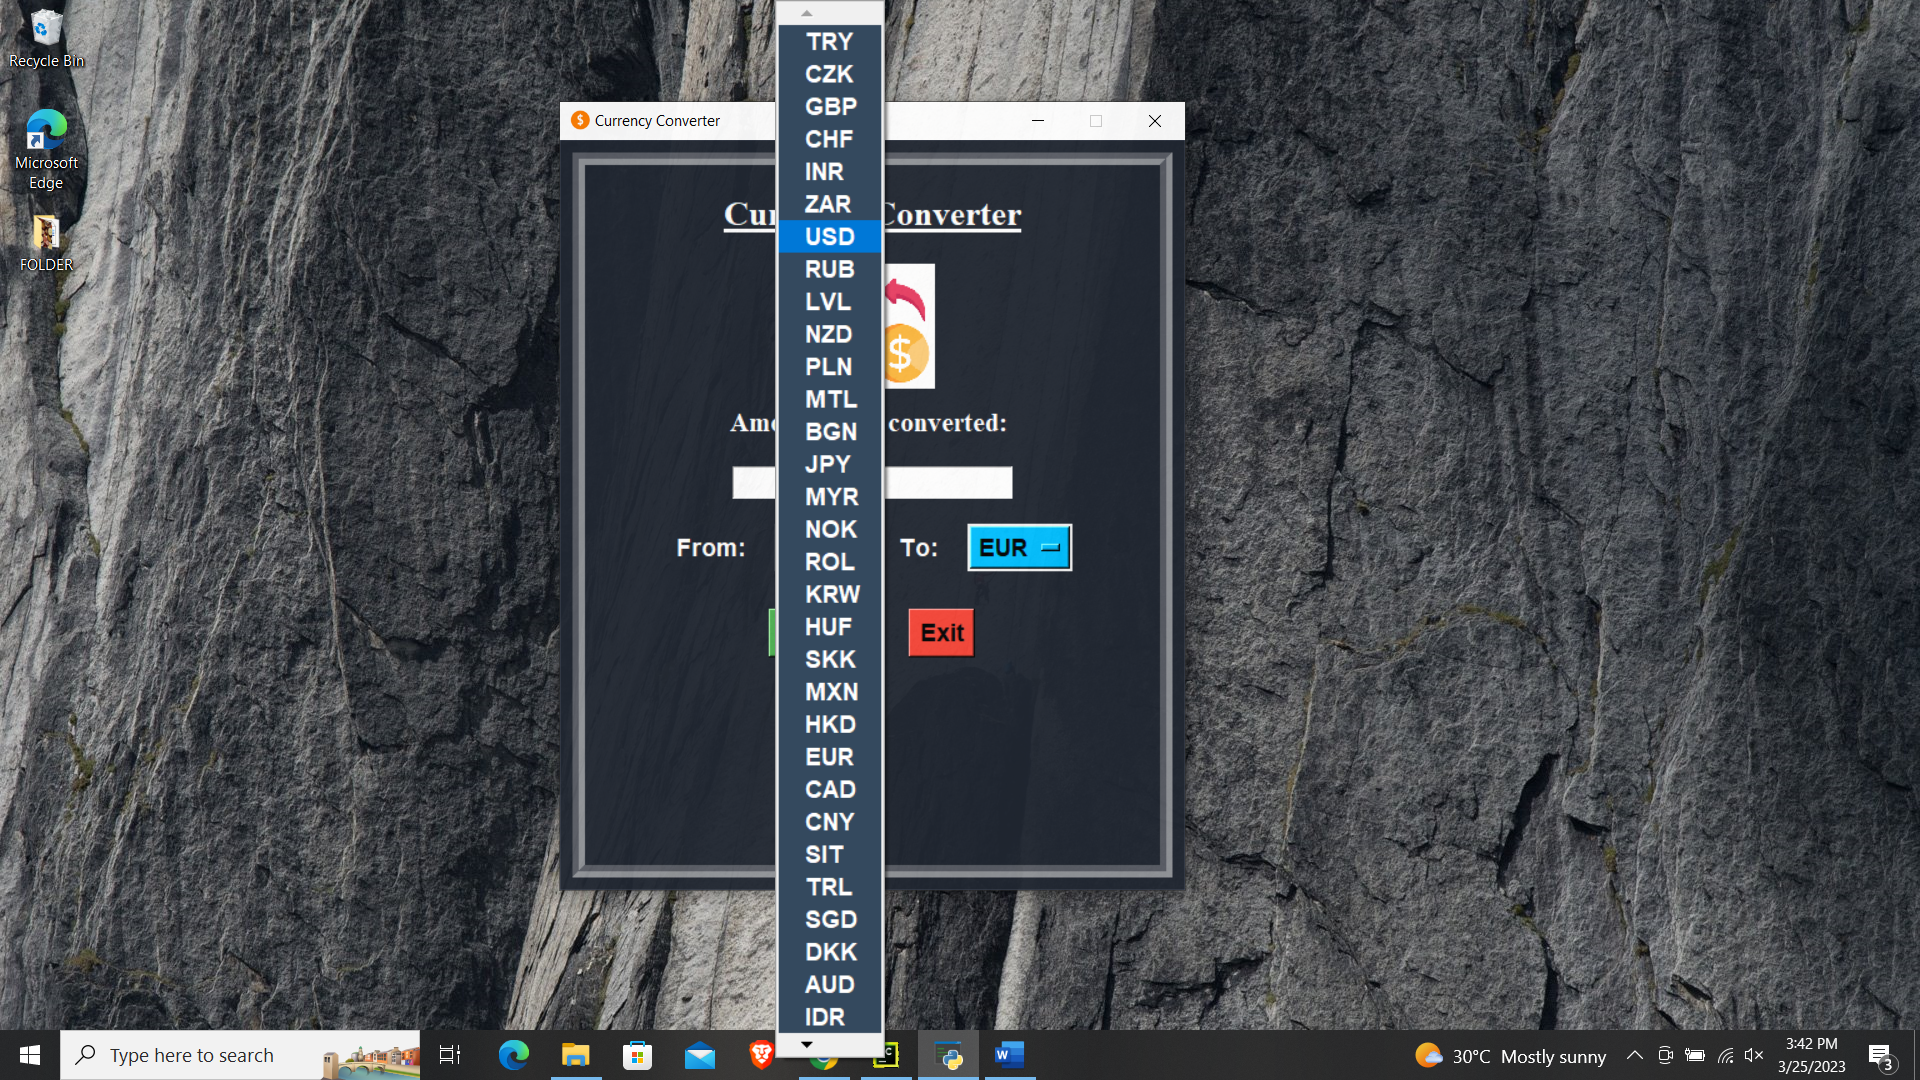 Recycle Bin
Microsoft
Edge
FOLDER
Currency Converter
Converter
converted:
From:
To:
EUR
Exit
TRY
CZK
GBP
CHF
INR
ZAR
USD
RUB
LVL
NZD
PLN
MTL
BGN
JPY
MYR
NOK
ROL
KRW
HUF
SKK
MXN
HKD
EUR
CAD
CNY
SIT
TRL
SGD
DKK
AUD
IDR
Type here to search
30°C Mostly sunny
3:42 PM
3/25/2023
3